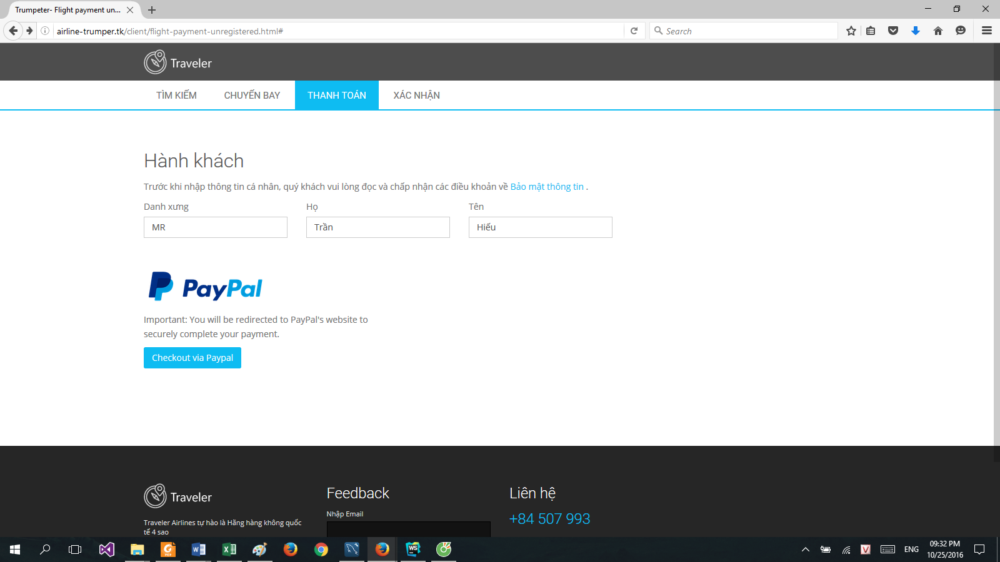 Trumpeter- Flight payment un...
airline-trumper.tk/client/flight-payment-unregistered.html#
Search
Traveler
TÌM KIẾM CHUYẾN BAY THANH TOÁN XÁC NHẬN
Hành khách
Trước khi nhập thông tin cá nhân, quý khách vui lòng đọc và chấp nhận các điều khoản về Bảo mật thông tin .
Danh xưng Họ Tên
MR Trần Hiếu
PayPal
Important: You will be redirected to PayPal's website to
securely complete your payment.
Checkout via Paypal
Traveler
Feedback
Liên hệ
Nhập Email
+84 507 993
Traveler Airlines tự hào là Hãng hàng không quốc
tế 4 sao
ENG
09:32 PM
10/25/2016